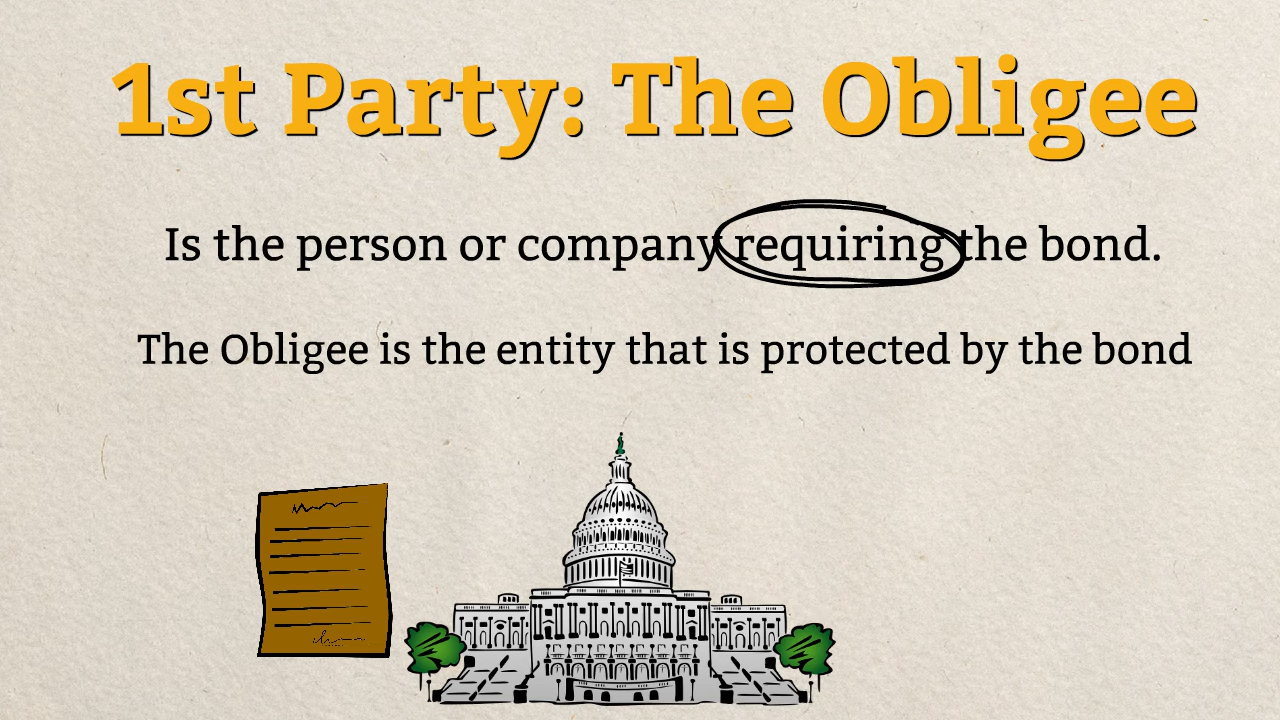 1st Party: The Obligee
Is the person or company requiring the bond.
The Obligee is the entity that is protected by the bond